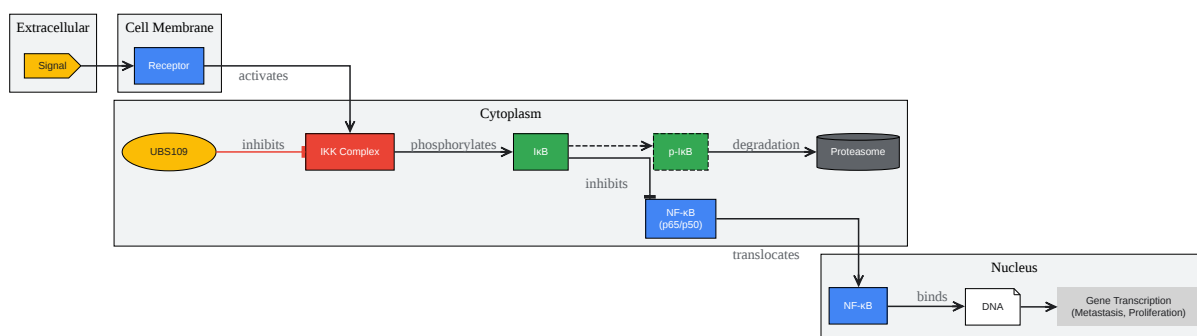 Extracellular
Cell Membrane
Signal
Receptor
activates
Cytoplasm
UBS109
inhibits
IKK Complex
phosphorylates
IκB
p-IκB
degradation
Proteasome
inhibits
NF-κB
(p65/p50)
translocates
Nucleus
NF-κB
binds
DNA
Gene Transcription
(Metastasis, Proliferation)